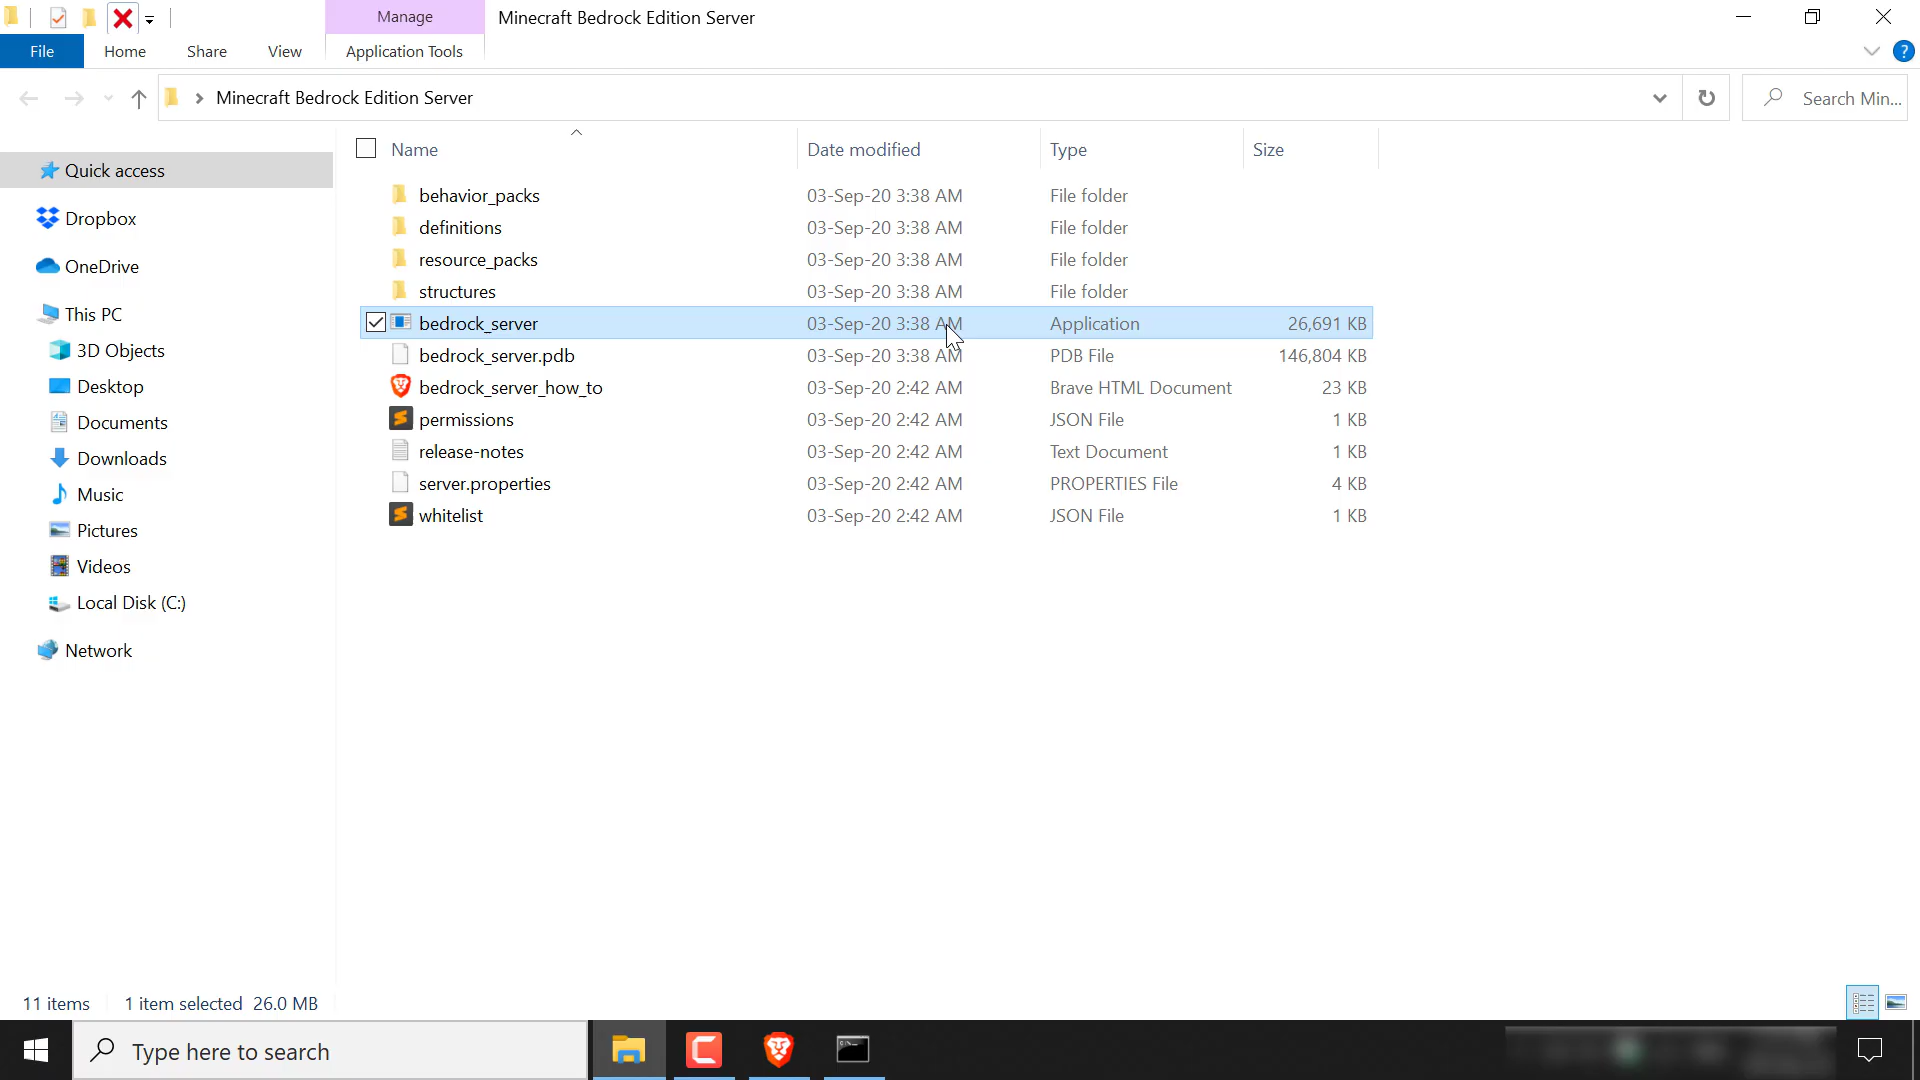 Manage
Minecraft Bedrock Edition Server
File
Home
Share
View
Application Tools
?
Minecraft Bedrock Edition Server
Search Min...
Name
Date modified
Type
Size
Quick access
Dropbox
OneDrive
This PC
3D Objects
Desktop
Documents
Downloads
Music
Pictures
Videos
Local Disk (C:)
Network
behavior_packs 03-Sep-20 3:38 AM File folder
definitions 03-Sep-20 3:38 AM File folder
resource_packs 03-Sep-20 3:38 AM File folder
structures 03-Sep-20 3:38 AM File folder
bedrock_server 03-Sep-20 3:38 AM Application 26,691 KB
bedrock_server.pdb 03-Sep-20 3:38 AM PDB File 146,804 KB
bedrock_server_how_to 03-Sep-20 2:42 AM Brave HTML Document 23 KB
permissions 03-Sep-20 2:42 AM JSON File 1 KB
release-notes 03-Sep-20 2:42 AM Text Document 1 KB
server.properties 03-Sep-20 2:42 AM PROPERTIES File 4 KB
whitelist 03-Sep-20 2:42 AM JSON File 1 KB
11 items 1 item selected 26.0 MB
Type here to search